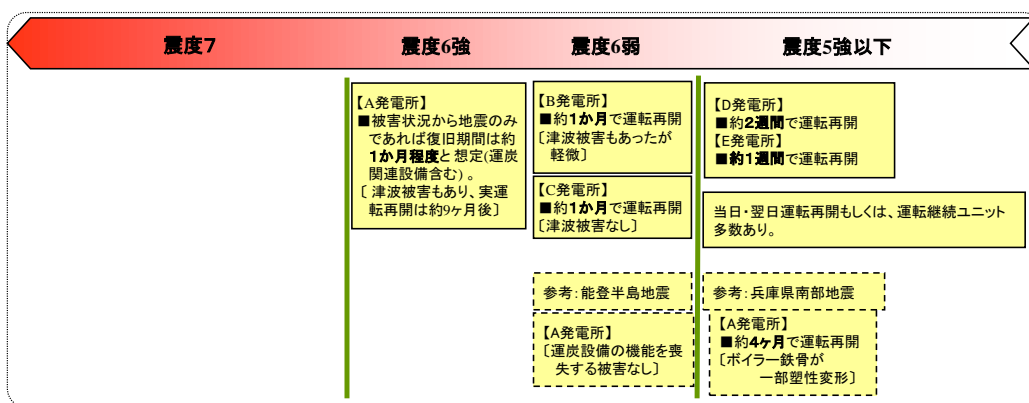 震度7
震度6強
震度6弱
震度5強以下
【A発電所】
■被害状況から地震のみ
であれば復旧期間は約
1か月程度と想定(運炭
関連設備含む) 。
〔 津波被害もあり、実運
転再開は約9ヶ月後〕
【B発電所】
■約1か月で運転再開
〔津波被害もあったが
軽微〕
【C発電所】
■約1か月で運転再開
〔津波被害なし〕
【D発電所】
■約2週間で運転再開
【E発電所】
■約1週間で運転再開
当日・翌日運転再開もしくは、運転継続ユニット
多数あり。
参考:能登半島地震
【A発電所】
〔運炭設備の機能を喪
失する被害なし〕
参考:兵庫県南部地震
【A発電所】
■約4ヶ月で運転再開
〔ボイラー鉄骨が
一部塑性変形〕